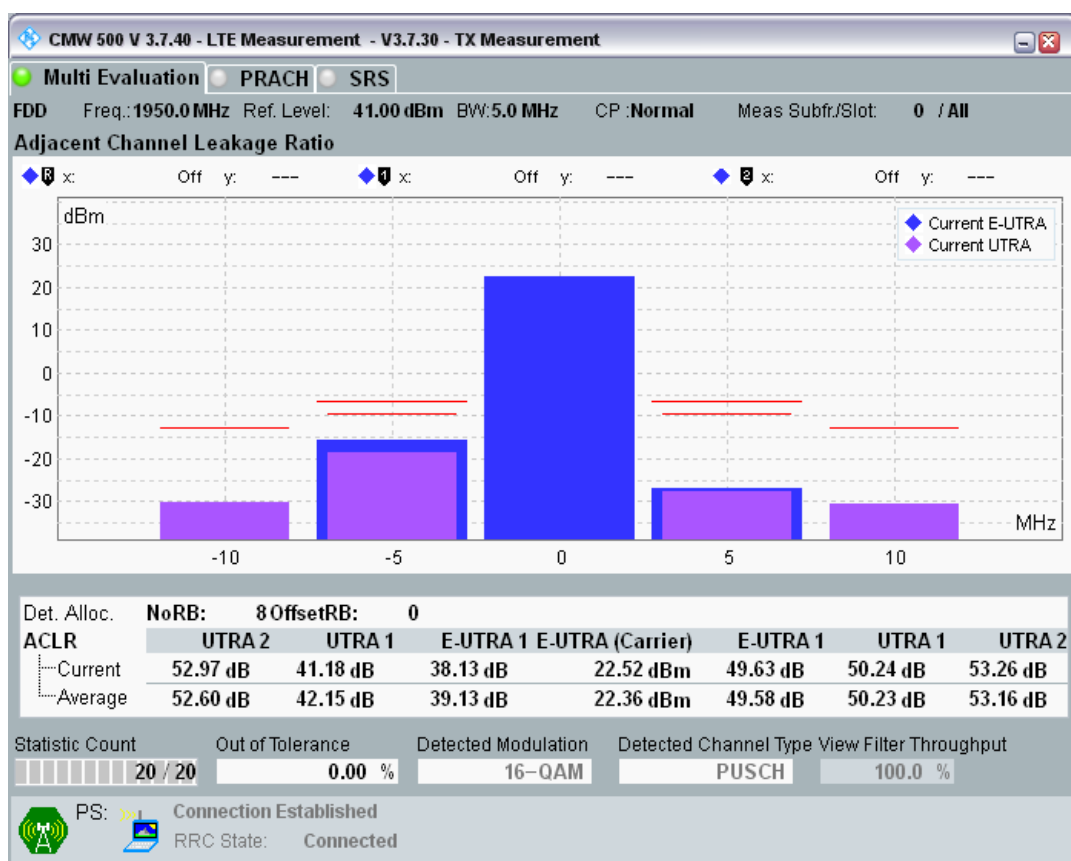 CMW 500 V 3.7.40 - LTE Measurement - V3.7.30 - TX Measurement
Multi Evaluation PRACH SRS
FDD Freq.: 1950.0 MHz Ref. Level: 41.00 dBm BW: 5.0 MHz CP : Normal Meas Subfr./Slot: 0 / All
Adjacent Channel Leakage Ratio
R x: Off y: --- 1 x: Off y: --- 2 x: Off y: ---
dBm
Current E-UTRA
Current UTRA
30
20
10
0
-10
-20
-30
MHz
-10 -5 0 5 10
Det. Alloc. NoRB: 8 OffsetRB: 0
ACLR UTRA 2 UTRA 1 E-UTRA 1 E-UTRA (Carrier) E-UTRA 1 UTRA 1 UTRA 2
Current 52.97 dB 41.18 dB 38.13 dB 22.52 dBm 49.63 dB 50.24 dB 53.26 dB
Average 52.60 dB 42.15 dB 39.13 dB 22.36 dBm 49.58 dB 50.23 dB 53.16 dB
Statistic Count Out of Tolerance Detected Modulation Detected Channel Type View Filter Throughput
20 / 20 0.00 % 16-QAM PUSCH 100.0 %
PS: Connection Established
RRC State: Connected